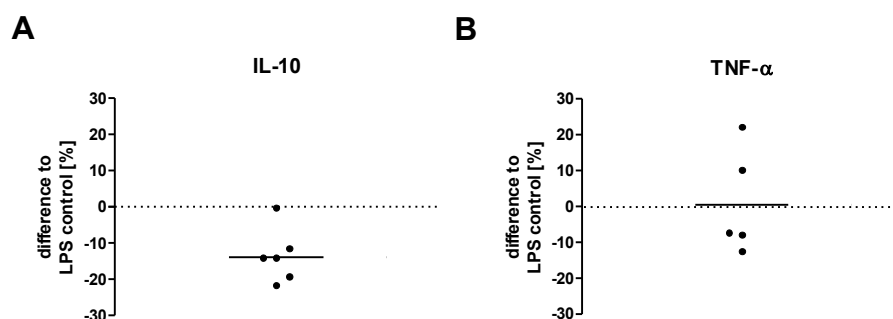 A
IL-10
30
20
10
0
-10
-20
-30
difference to
LPS control [%]
B
TNF-α
30
20
10
0
-10
-20
-30
difference to
LPS control [%]